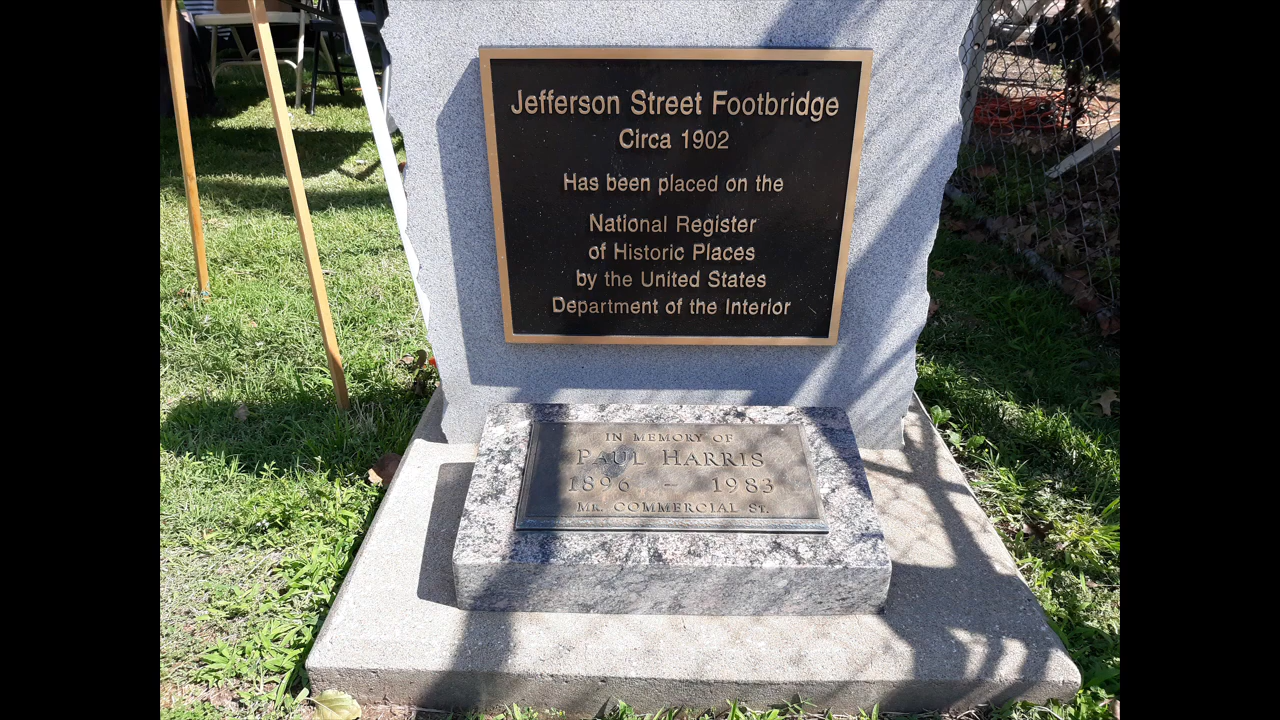 Jefferson Street Footbridge
Circa 1902
Has been placed on the
National Register
of Historic Places
by the United States
Department of the Interior
IN MEMORY OF
PAUL HARRIS
1896 – 1983
MR. COMMERCIAL ST.